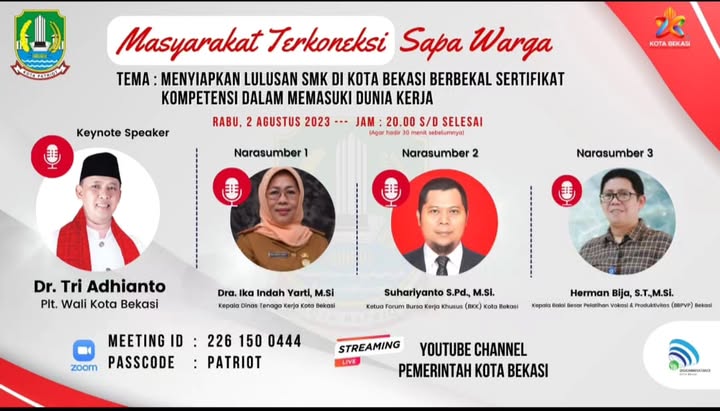 Masyarakat Terkoneksi Sapa Warga
KOTA PATRIOT
KOTA BEKASI
TEMA : MENYIAPKAN LULUSAN SMK DI KOTA BEKASI BERBEKAL SERTIFIKAT
KOMPETENSI DALAM MEMASUKI DUNIA KERJA
RABU, 2 AGUSTUS 2023 --- JAM : 20.00 S/D SELESAI
(Agar hadir 30 menit sebelumnya)
Keynote Speaker
Dr. Tri Adhianto
Plt. Wali Kota Bekasi
Narasumber 1
Dra. Ika Indah Yarti, M.Si
Kepala Dinas Tenaga Kerja Kota Bekasi
Narasumber 2
Suhariyanto S.Pd., M.Si.
Ketua Forum Bursa Kerja Khusus (BKK) Kota Bekasi
Narasumber 3
Herman Bija, S.T.,M.Si.
Kepala Balai Besar Pelatihan Vokasi & Produktivitas (BBPVP) Bekasi
zoom
MEETING ID : 226 150 0444
PASSCODE : PATRIOT
STREAMING
LIVE
YOUTUBE CHANNEL
PEMERINTAH KOTA BEKASI